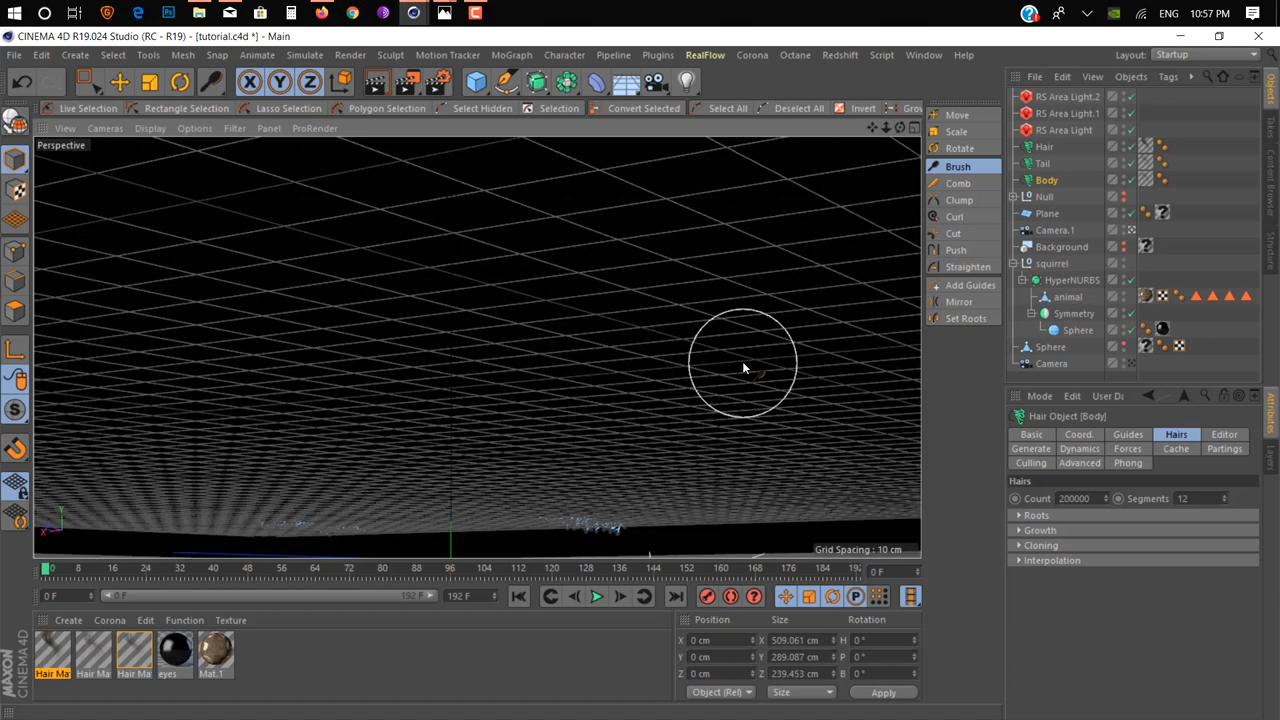 ENG 10:57 PM
CINEMA 4D R19.024 Studio (RC - R19) - [tutorial.c4d *] - Main
File Edit Create Select Tools Mesh Snap Animate Simulate Render Sculpt Motion Tracker MoGraph Character Pipeline Plugins RealFlow Corona Octane Redshift Script Window Help Layout: Startup
X Y Z
File Edit View Objects Tags
Live Selection Rectangle Selection Lasso Selection Polygon Selection Select Hidden Selection Convert Selected Select All Deselect All Invert Grow
View Cameras Display Options Filter Panel ProRender
Perspective
Move
Scale
Rotate
Brush
Comb
Clump
Curl
Cut
Push
Straighten
Add Guides
Mirror
Set Roots
RS Area Light.2
RS Area Light.1
RS Area Light
Hair
Tail
Body
Null
Plane
Camera.1
Background
squirrel
HyperNURBS
animal
Symmetry
Sphere
Sphere
Camera
Objects
Takes
Content Browser
Structure
Mode Edit User Da
Hair Object [Body]
Basic Coord. Guides Hairs Editor
Generate Dynamics Forces Cache Partings
Culling Advanced Phong
Hairs
Count 200000 Segments 12
Roots
Growth
Cloning
Interpolation
Attributes
Layers
Y
X
Grid Spacing : 10 cm
0 8 16 24 32 40 48 56 64 72 80 88 96 104 112 120 128 136 144 152 160 168 176 184 192 0 F
0 F 0 F 192 F 192 F
Create Corona Edit Function Texture
Hair Ma Hair Ma Hair Ma eyes Mat.1
Position Size Rotation
X 0 cm X 509.061 cm H 0 °
Y 0 cm Y 289.087 cm P 0 °
Z 0 cm Z 239.453 cm B 0 °
Object (Rel) Size Apply
MAXON
CINEMA 4D